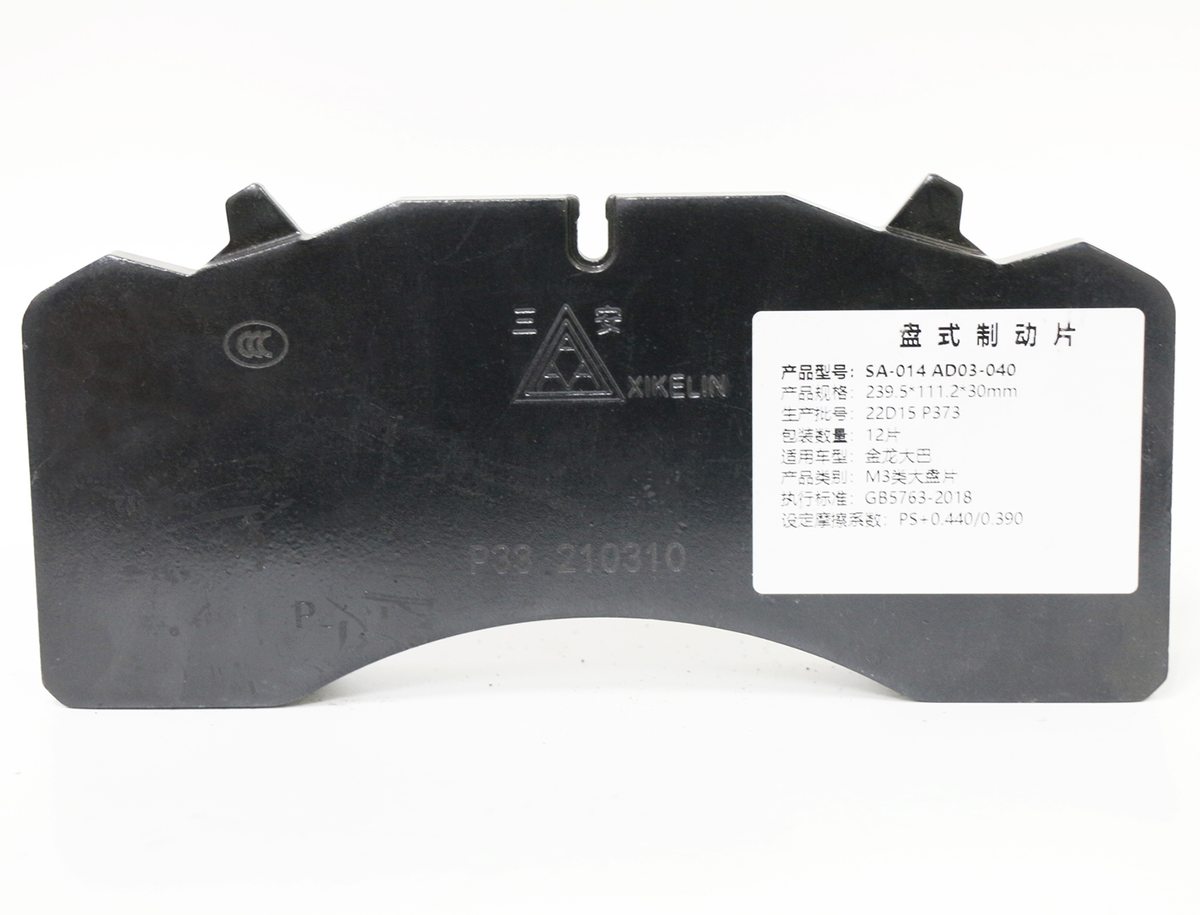 三安
XIKELIN
P33 210310
盘式制动片
产品型号：SA-014 AD03-040
产品规格：239.5*111.2*30mm
生产批号：22D15 P373
包装数量：12片
适用车型：金龙大巴
产品类别：M3类大盘片
执行标准：GB5763-2018
设定摩擦系数：PS+0.440/0.390